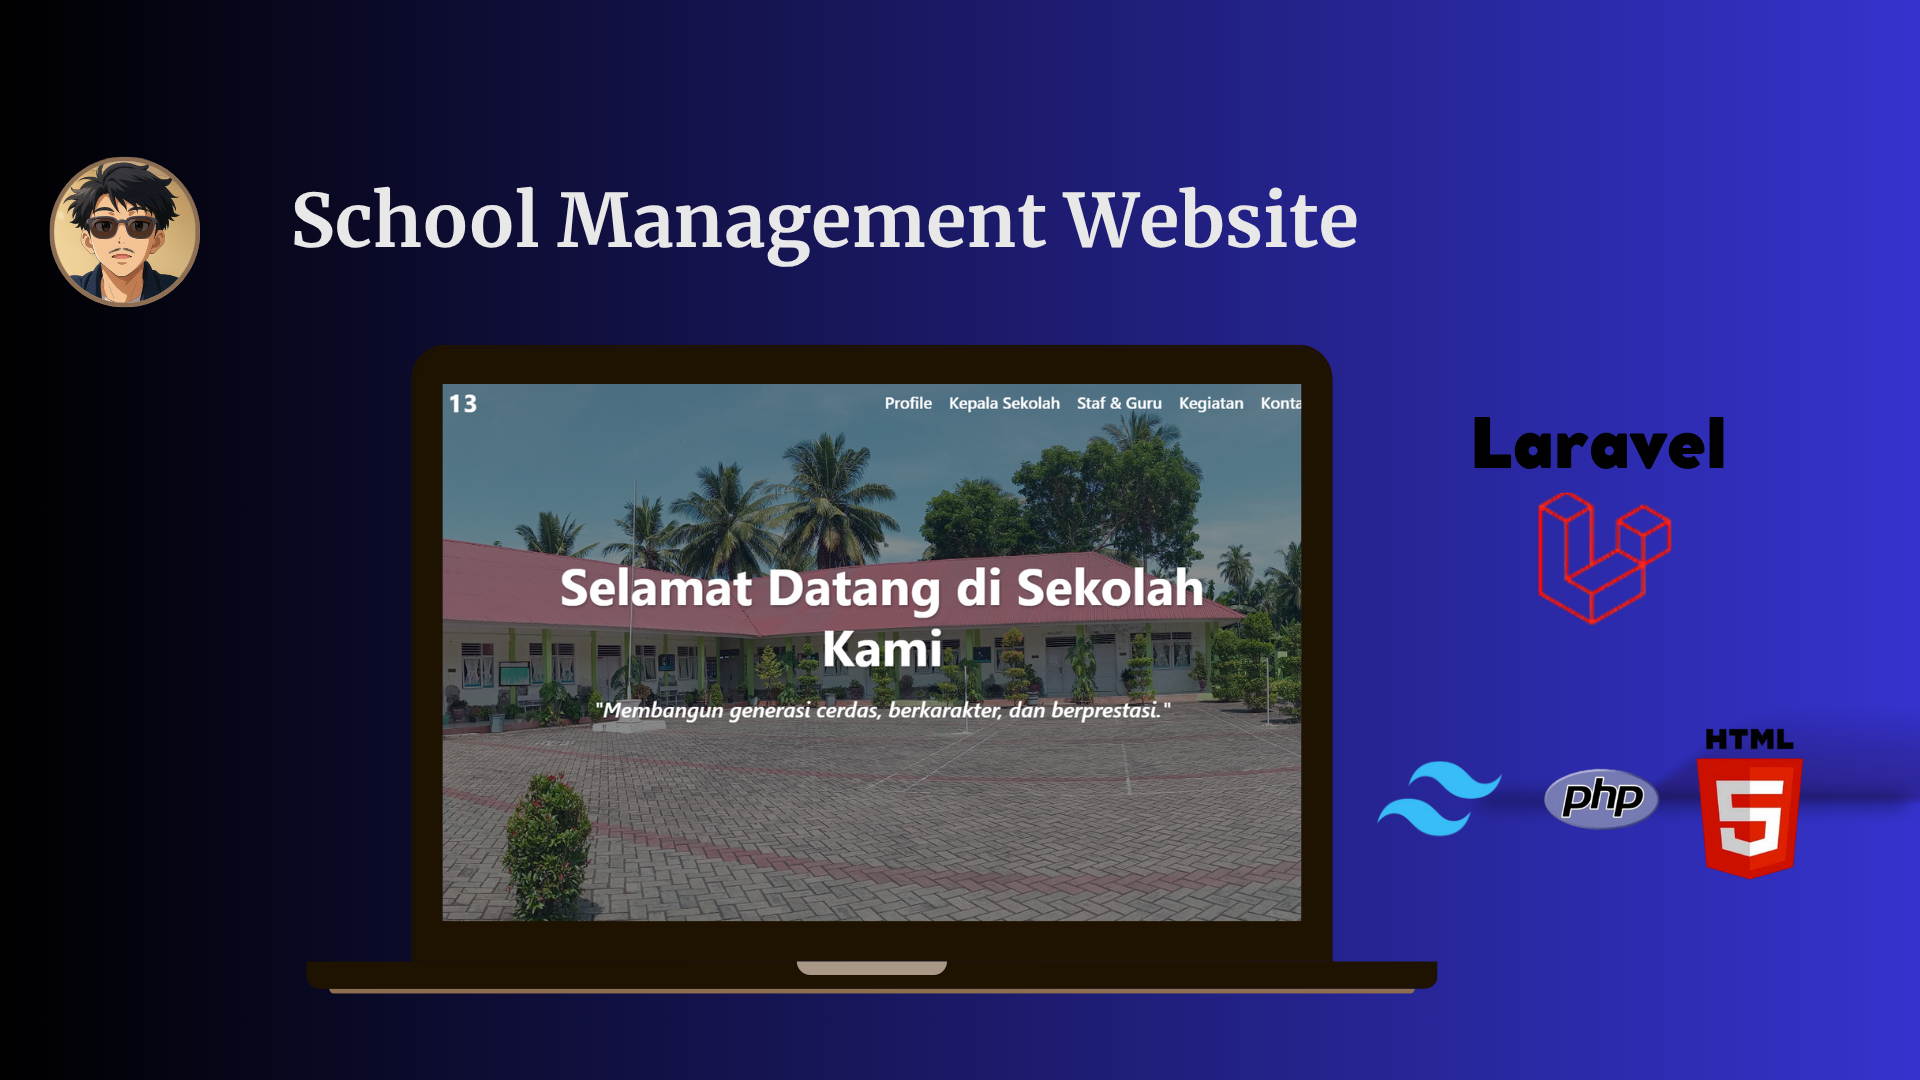 School Management Website
13
Profile Kepala Sekolah Staf & Guru Kegiatan Konta
Selamat Datang di Sekolah
Kami
"Membangun generasi cerdas, berkarakter, dan berprestasi."
Laravel
HTML
php
5